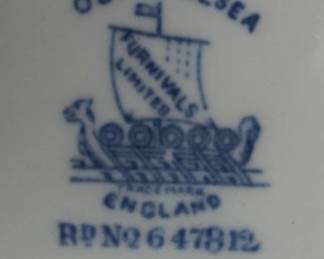 FURNIVALS
LIMITED
TRADE MARK
ENGLAND
RD NO 647812